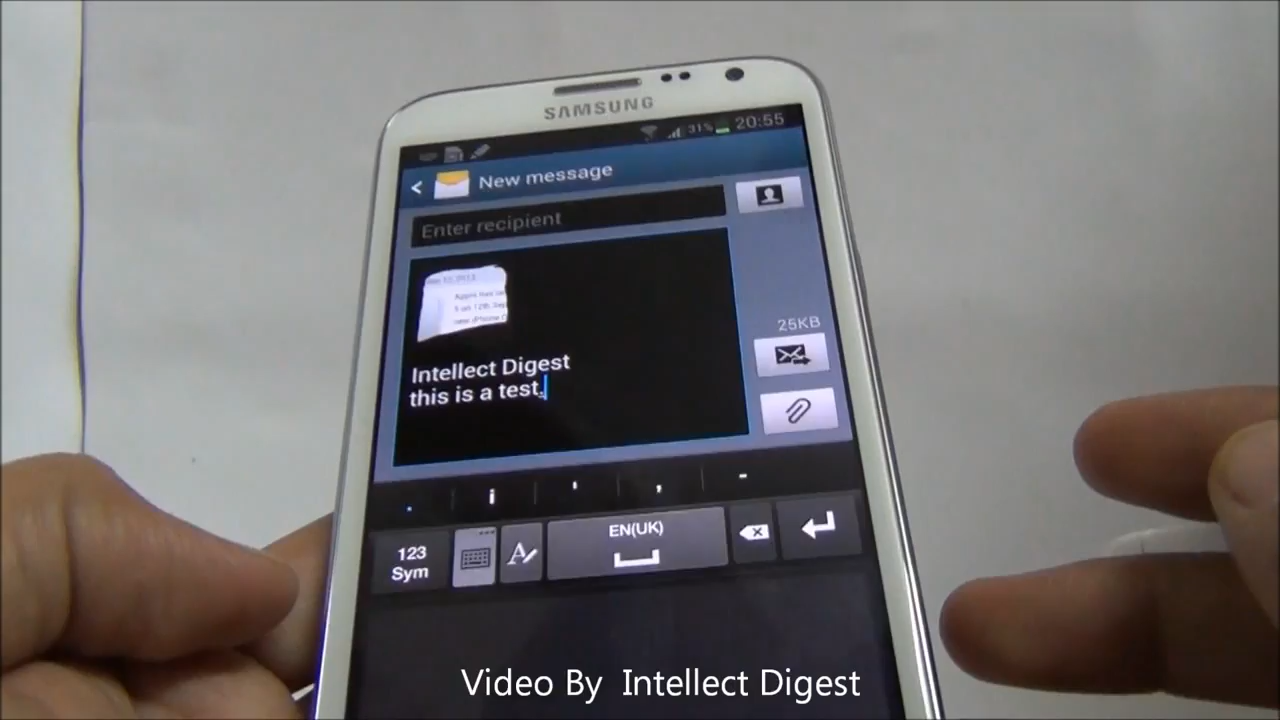 SAMSUNG
31% 20:55
New message
Enter recipient
25KB
Intellect Digest
this is a test.
. i ' , -
123
Sym
EN(UK)
Video By Intellect Digest